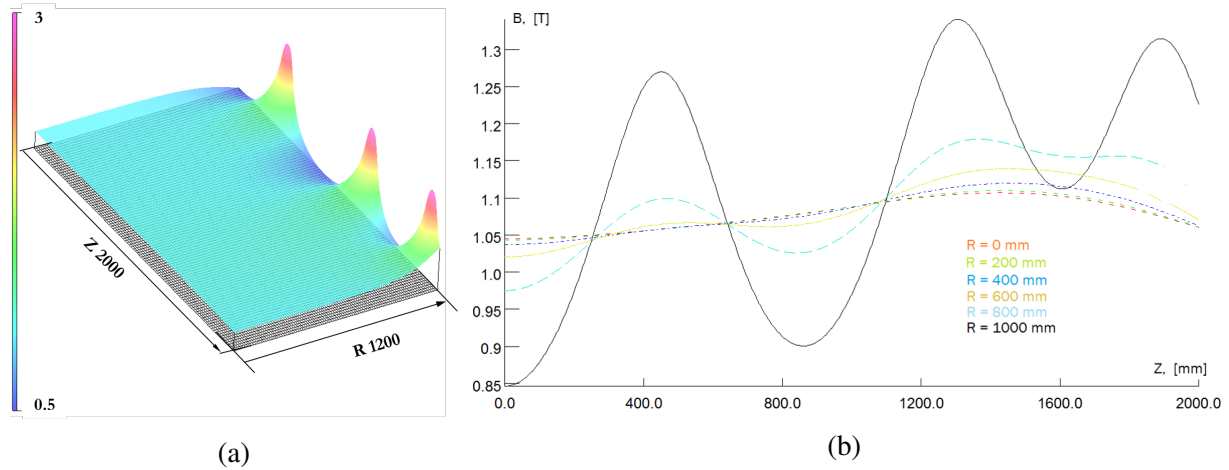 3
0.5
Z 2000
R 1200
(a)
B, [T]
1.3
1.25
1.2
1.15
1.1
1.05
1.0
0.95
0.9
0.85
R = 0 mm
R = 200 mm
R = 400 mm
R = 600 mm
R = 800 mm
R = 1000 mm
Z, [mm]
0.0 400.0 800.0 1200.0 1600.0 2000.0
(b)